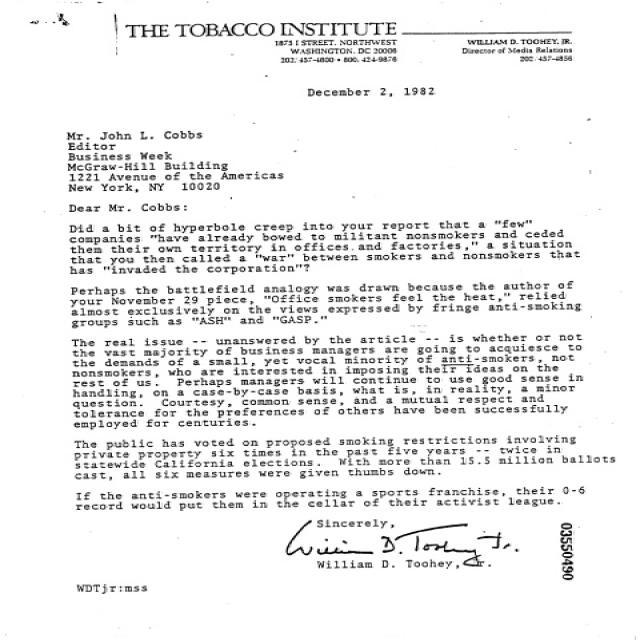 THE TOBACCO INSTITUTE
1875 I STREET, NORTHWEST
WASHINGTON, DC 20006
202/457-4800 • 800/424-9876
WILLIAM D. TOOHEY, JR.
Director of Media Relations
202/457-4856
December 2, 1982
Mr. John L. Cobbs
Editor
Business Week
McGraw-Hill Building
1221 Avenue of the Americas
New York, NY 10020
Dear Mr. Cobbs:
Did a bit of hyperbole creep into your report that a "few"
companies "have already bowed to militant nonsmokers and ceded
them their own territory in offices and factories," a situation
that you then called a "war" between smokers and nonsmokers that
has "invaded the corporation"?
Perhaps the battlefield analogy was drawn because the author of
your November 29 piece, "Office smokers feel the heat," relied
almost exclusively on the views expressed by fringe anti-smoking
groups such as "ASH" and "GASP."
The real issue -- unanswered by the article -- is whether or not
the vast majority of business managers are going to acquiesce to
the demands of a small, yet vocal minority of anti-smokers, not
nonsmokers, who are interested in imposing their ideas on the
rest of us. Perhaps managers will continue to use good sense in
handling, on a case-by-case basis, what is, in reality, a minor
question. Courtesy, common sense, and a mutual respect and
tolerance for the preferences of others have been successfully
employed for centuries.
The public has voted on proposed smoking restrictions involving
private property six times in the past five years -- twice in
statewide California elections. With more than 15.5 million ballots
cast, all six measures were given thumbs down.
If the anti-smokers were operating a sports franchise, their 0-6
record would put them in the cellar of their activist league.
Sincerely,
William D. Toohey Jr.
William D. Toohey, Jr.
WDTjr:mss
03550490